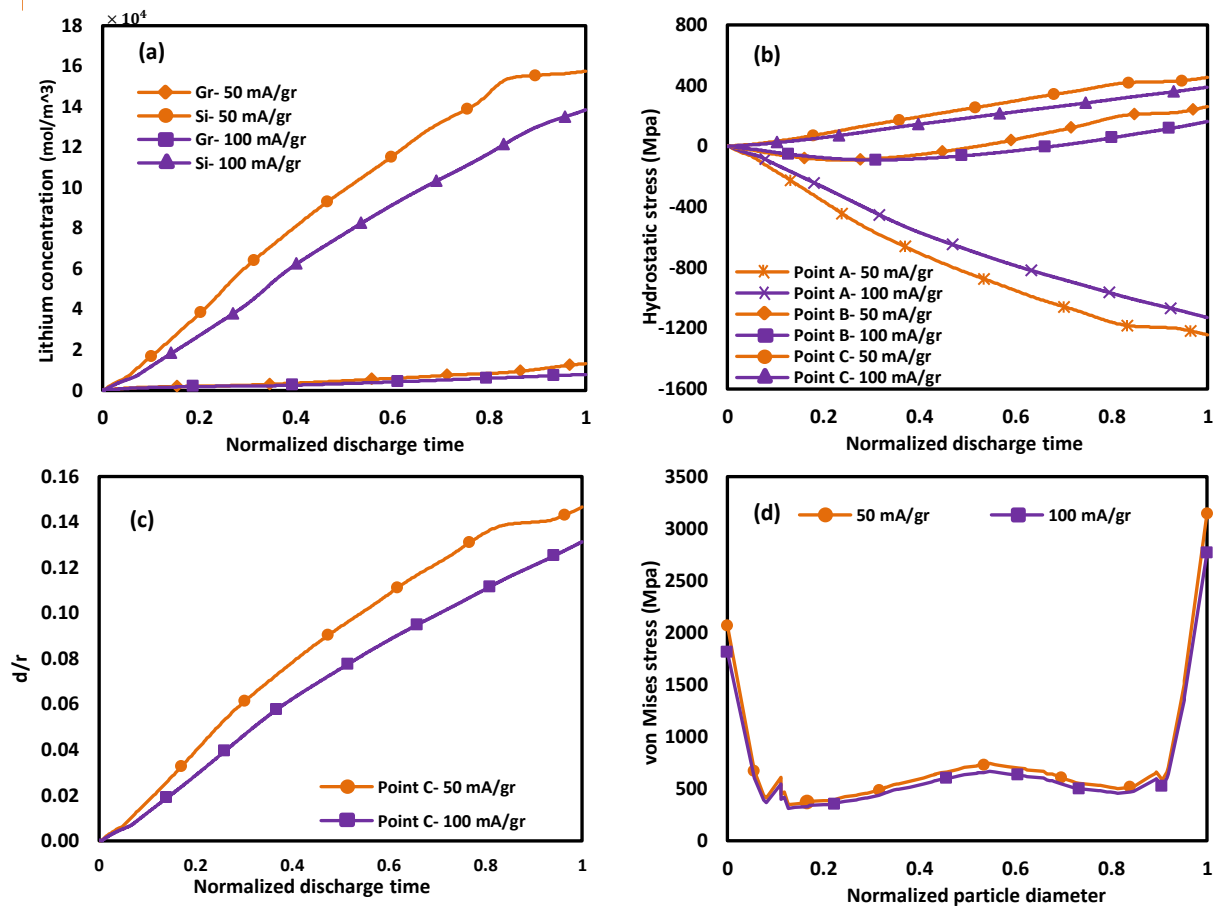 × 10⁴
18
16
14
12
10
8
6
4
2
0
Lithium concentration (mol/m^3)
(a)
Gr- 50 mA/gr
Si- 50 mA/gr
Gr- 100 mA/gr
Si- 100 mA/gr
0 0.2 0.4 0.6 0.8 1
Normalized discharge time
800
400
0
-400
-800
-1200
-1600
Hydrostatic stress (Mpa)
(b)
Point A- 50 mA/gr
Point A- 100 mA/gr
Point B- 50 mA/gr
Point B- 100 mA/gr
Point C- 50 mA/gr
Point C- 100 mA/gr
0 0.2 0.4 0.6 0.8 1
Normalized discharge time
0.16
0.14
0.12
0.10
0.08
0.06
0.04
0.02
0.00
d/r
(c)
Point C- 50 mA/gr
Point C- 100 mA/gr
0 0.2 0.4 0.6 0.8 1
Normalized discharge time
3500
3000
2500
2000
1500
1000
500
0
von Mises stress (Mpa)
(d)
50 mA/gr
100 mA/gr
0 0.2 0.4 0.6 0.8 1
Normalized particle diameter